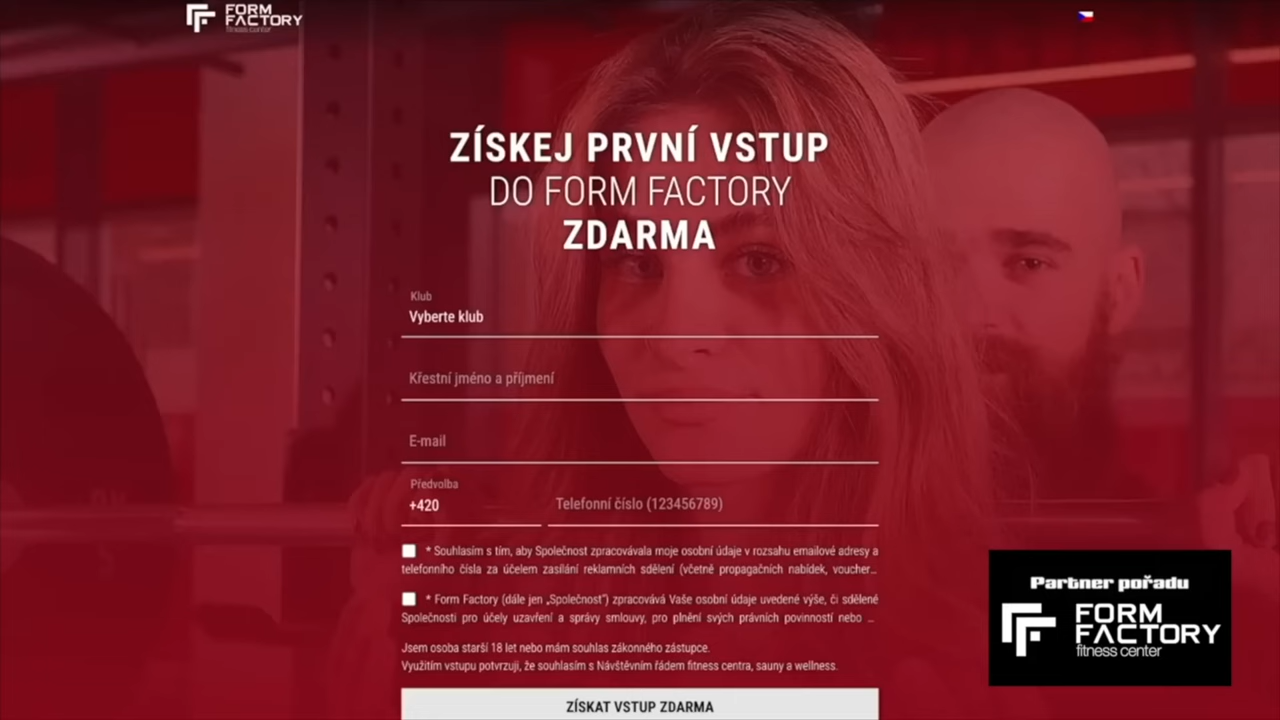 FORM
FACTORY
fitness center
ZÍSKEJ PRVNÍ VSTUP
DO FORM FACTORY
ZDARMA
Klub
Vyberte klub
Křestní jméno a příjmení
E-mail
Předvolba
+420
Telefonní číslo (123456789)
* Souhlasím s tím, aby Společnost zpracovávala moje osobní údaje v rozsahu emailové adresy a
telefonního čísla za účelem zasílání reklamních sdělení (včetně propagačních nabídek, voucher...
* Form Factory (dále jen „Společnost“) zpracovává Vaše osobní údaje uvedené výše, či sdělené
Společnosti pro účely uzavření a správy smlouvy, pro plnění svých právních povinností nebo ...
Jsem osoba starší 18 let nebo mám souhlas zákonného zástupce.
Využitím vstupu potvrzuji, že souhlasím s Návštěvním řádem fitness centra, sauny a wellness.
ZÍSKAT VSTUP ZDARMA
Partner pořadu
FORM
FACTORY
fitness center